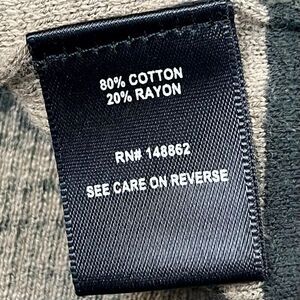 80% COTTON
20% RAYON
RN# 148862
SEE CARE ON REVERSE